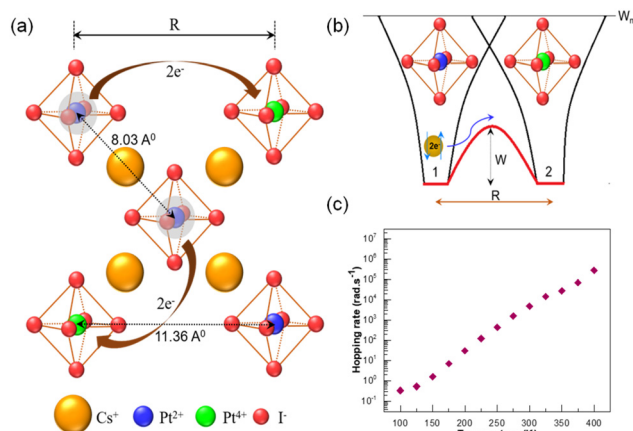 (a)
R
2e⁻
8.03 A⁰
2e⁻
11.36 A⁰
Cs⁺ Pt²⁺ Pt⁴⁺ I⁻
(b)
2e⁻
1
W
2
R
(c)
Hopping rate (rad.s⁻¹)
10⁷
10⁶
10⁵
10⁴
10³
10²
10¹
10⁰
10⁻¹
100 150 200 250 300 350 400